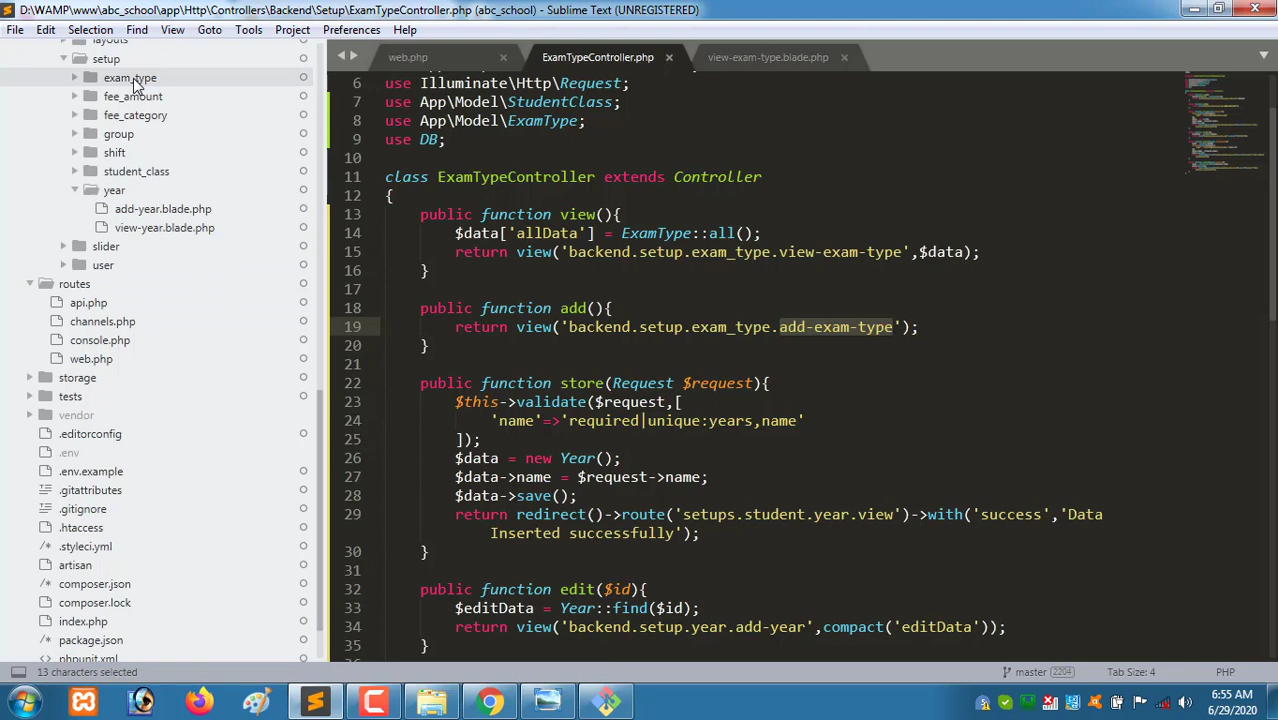 D:\WAMP\www\abc_school\app\Http\Controllers\Backend\Setup\ExamTypeController.php (abc_school) - Sublime Text (UNREGISTERED)
File Edit Selection Find View Goto Tools Project Preferences Help
layouts
setup
exam_type
fee_amount
fee_category
group
shift
student_class
year
add-year.blade.php
view-year.blade.php
slider
user
routes
api.php
channels.php
console.php
web.php
storage
tests
vendor
.editorconfig
.env
.env.example
.gitattributes
.gitignore
.htaccess
.styleci.yml
artisan
composer.json
composer.lock
index.php
package.json
phpunit.xml
web.php ExamTypeController.php view-exam-type.blade.php
6 use Illuminate\Http\Request;
7 use App\Model\StudentClass;
8 use App\Model\ExamType;
9 use DB;
10
11 class ExamTypeController extends Controller
12 {
13 public function view(){
14 $data['allData'] = ExamType::all();
15 return view('backend.setup.exam_type.view-exam-type',$data);
16 }
17
18 public function add(){
19 return view('backend.setup.exam_type.add-exam-type');
20 }
21
22 public function store(Request $request){
23 $this->validate($request,[
24 'name'=>'required|unique:years,name'
25 ]);
26 $data = new Year();
27 $data->name = $request->name;
28 $data->save();
29 return redirect()->route('setups.student.year.view')->with('success','Data
Inserted successfully');
30 }
31
32 public function edit($id){
33 $editData = Year::find($id);
34 return view('backend.setup.year.add-year',compact('editData'));
35 }
13 characters selected
master 2204 Tab Size: 4 PHP
6:55 AM
6/29/2020